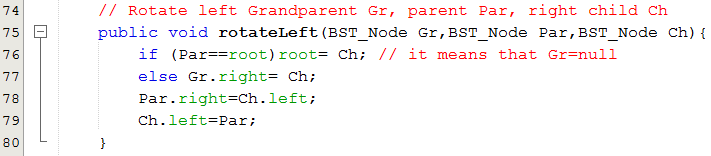 74 // Rotate left Grandparent Gr, parent Par, right child Ch
75 public void rotateLeft(BST_Node Gr,BST_Node Par,BST_Node Ch){
76 if (Par==root)root= Ch; // it means that Gr=null
77 else Gr.right= Ch;
78 Par.right=Ch.left;
79 Ch.left=Par;
80 }